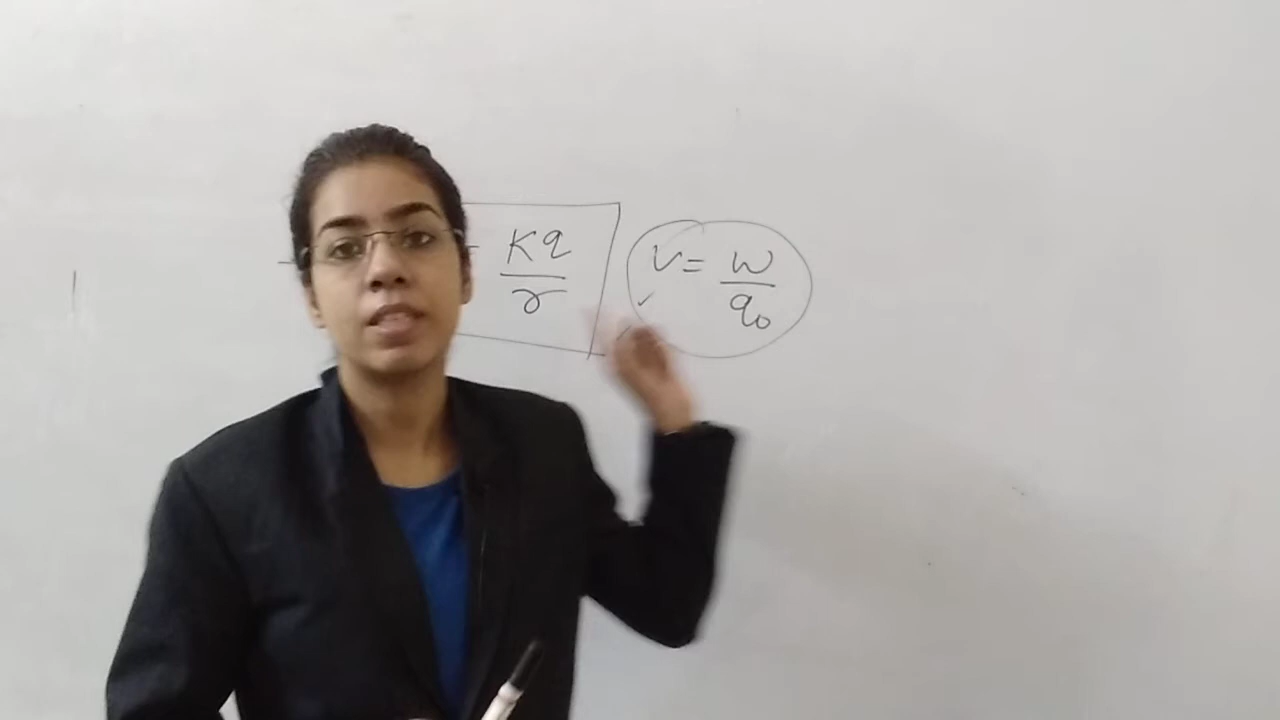 Kq
r
V = W
q₀